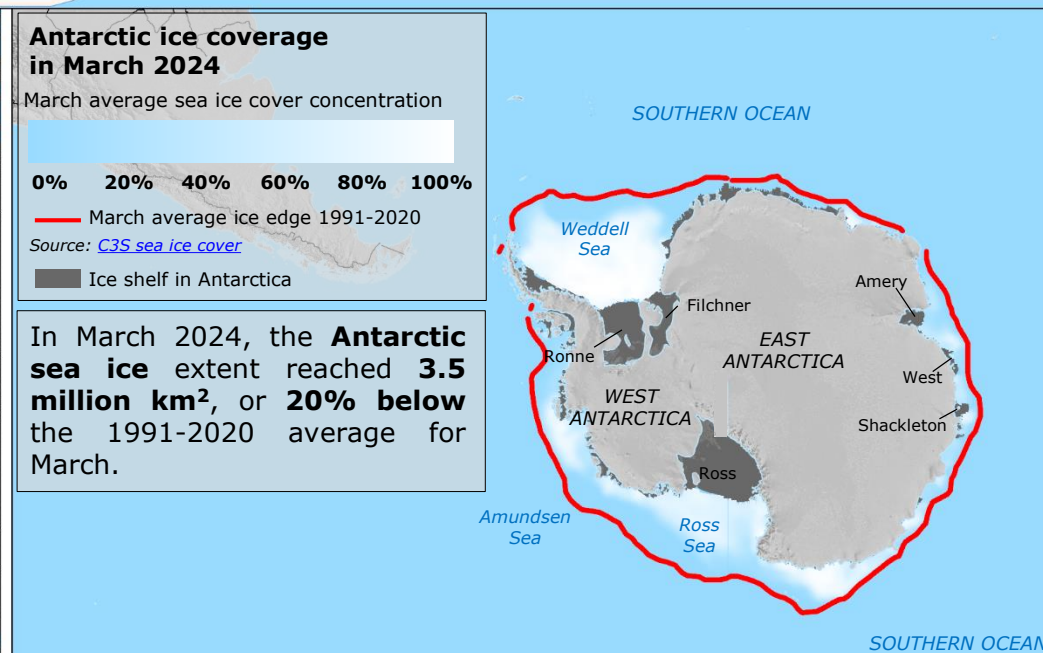 Antarctic ice coverage
in March 2024
March average sea ice cover concentration
0% 20% 40% 60% 80% 100%
March average ice edge 1991-2020
Source: C3S sea ice cover
Ice shelf in Antarctica
In March 2024, the Antarctic
sea ice extent reached 3.5
million km², or 20% below
the 1991-2020 average for
March.
SOUTHERN OCEAN
Weddell
Sea
Amery
Filchner
EAST
ANTARCTICA
Ronne
West
WEST
ANTARCTICA
Shackleton
Ross
Amundsen
Sea
Ross
Sea
SOUTHERN OCEAN